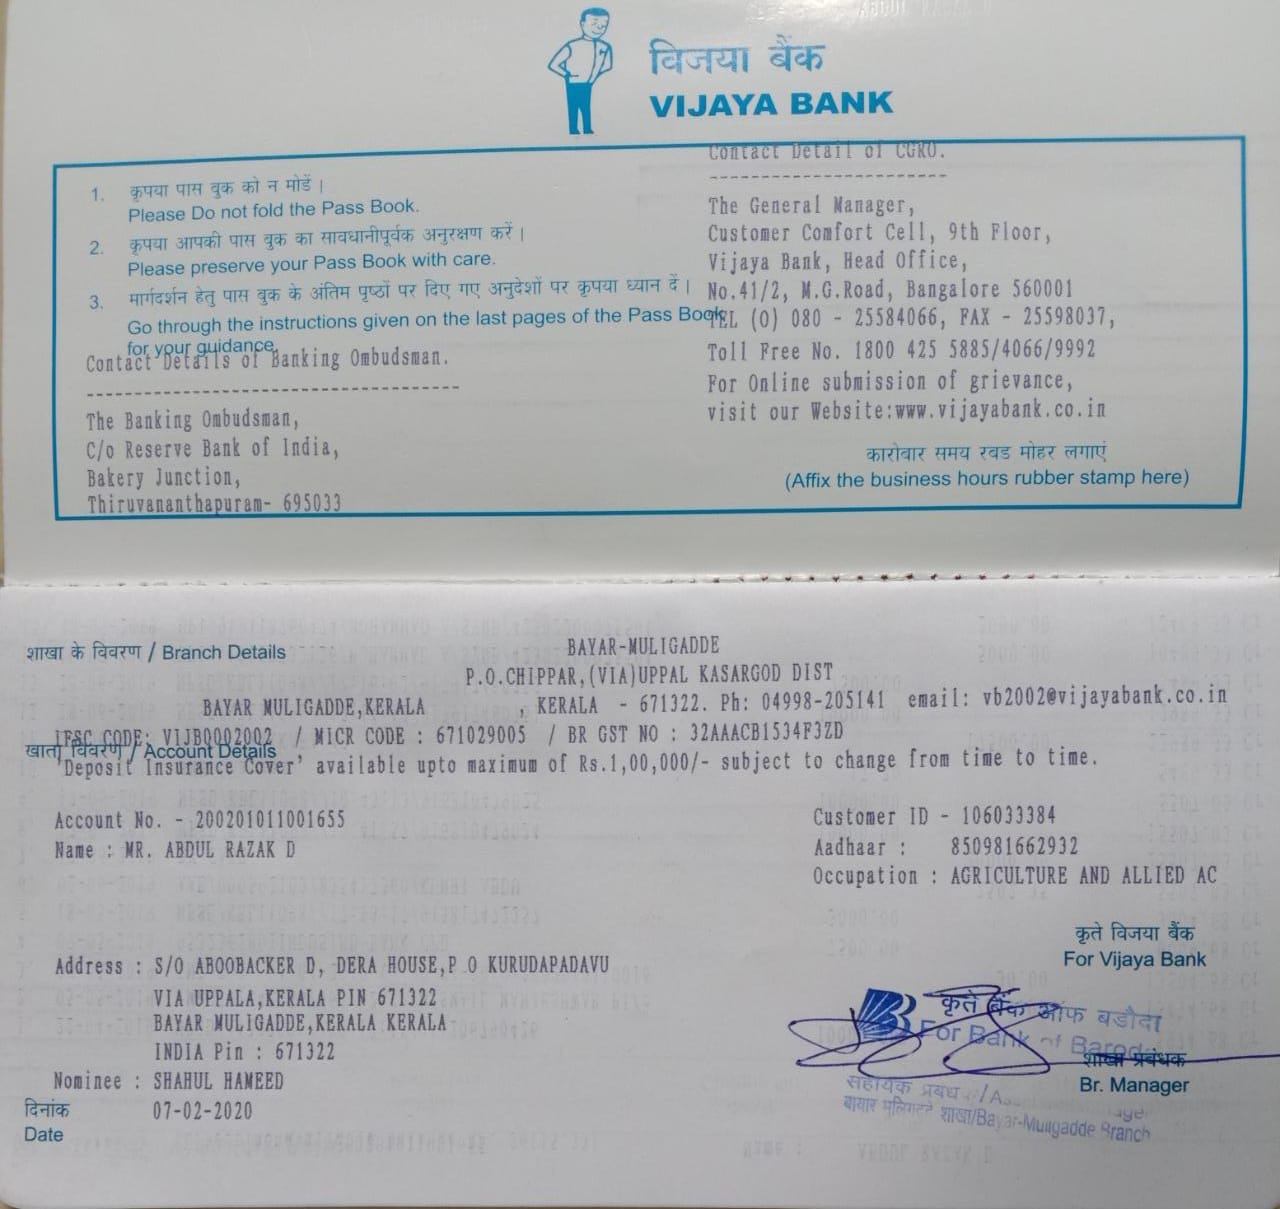 विजया बैंक
VIJAYA BANK
1. कृपया पास बुक को न मोडें |
Please Do not fold the Pass Book.
2. कृपया आपकी पास बुक का सावधानीपूर्वक अनुरक्षण करें |
Please preserve your Pass Book with care.
3. मार्गदर्शन हेतु पास बुक के अंतिम पृष्ठों पर दिए गए अनुदेशों पर कृपया ध्यान दें |
Go through the instructions given on the last pages of the Pass Book
for your guidance.
Contact Details of Banking Ombudsman.
----------------------------------------
The Banking Ombudsman,
C/o Reserve Bank of India,
Bakery Junction,
Thiruvananthapuram- 695033
Contact Detail of CGRO.
-------------------------
The General Manager,
Customer Comfort Cell, 9th Floor,
Vijaya Bank, Head Office,
No.41/2, M.G.Road, Bangalore 560001
TEL (O) 080 - 25584066, FAX - 25598037,
Toll Free No. 1800 425 5885/4066/9992
For Online submission of grievance,
visit our Website:www.vijayabank.co.in
कारोबार समय रबड मोहर लगाएं
(Affix the business hours rubber stamp here)
शाखा के विवरण / Branch Details
BAYAR-MULIGADDE
P.O.CHIPPAR,(VIA)UPPAL KASARGOD DIST
BAYAR MULIGADDE,KERALA , KERALA - 671322. Ph: 04998-205141 email: vb2002@vijayabank.co.in
IFSC CODE: VIJB0002002 / MICR CODE : 671029005 / BR GST NO : 32AAACB1534F3ZD
खाता विवरण / Account Details
'Deposit Insurance Cover' available upto maximum of Rs.1,00,000/- subject to change from time to time.
Account No. - 200201011001655
Name : MR. ABDUL RAZAK D
Customer ID - 106033384
Aadhaar : 850981662932
Occupation : AGRICULTURE AND ALLIED AC
Address : S/O ABOOBACKER D, DERA HOUSE,P O KURUDAPADAVU
VIA UPPALA,KERALA PIN 671322
BAYAR MULIGADDE,KERALA KERALA
INDIA Pin : 671322
Nominee : SHAHUL HAMEED
दिनांक 07-02-2020
Date
कृते विजया बैंक
For Vijaya Bank
कृते बैंक ऑफ बडौदा
For Bank of Baroda
शाखा प्रबंधक
Br. Manager
सहायक प्रबंधक
शाखा/Bayar-Muligadde Branch